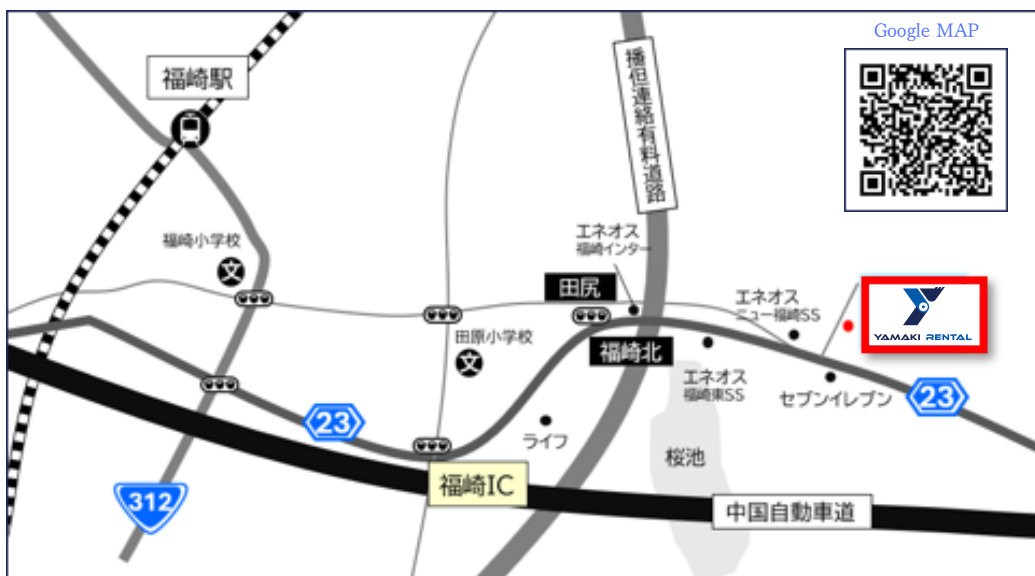 Google MAP
福崎駅
播但連絡有料道路
福崎小学校
文
エネオス
福崎インター
田尻
エネオス
ニュー福崎SS
YAMAKI RENTAL
田原小学校
文
福崎北
エネオス
福崎東SS
セブンイレブン
23
23
ライフ
桜池
福崎IC
312
中国自動車道